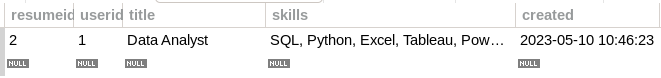 resumeid userid title skills created
2 1 Data Analyst SQL, Python, Excel, Tableau, Pow... 2023-05-10 10:46:23
NULL NULL NULL NULL NULL